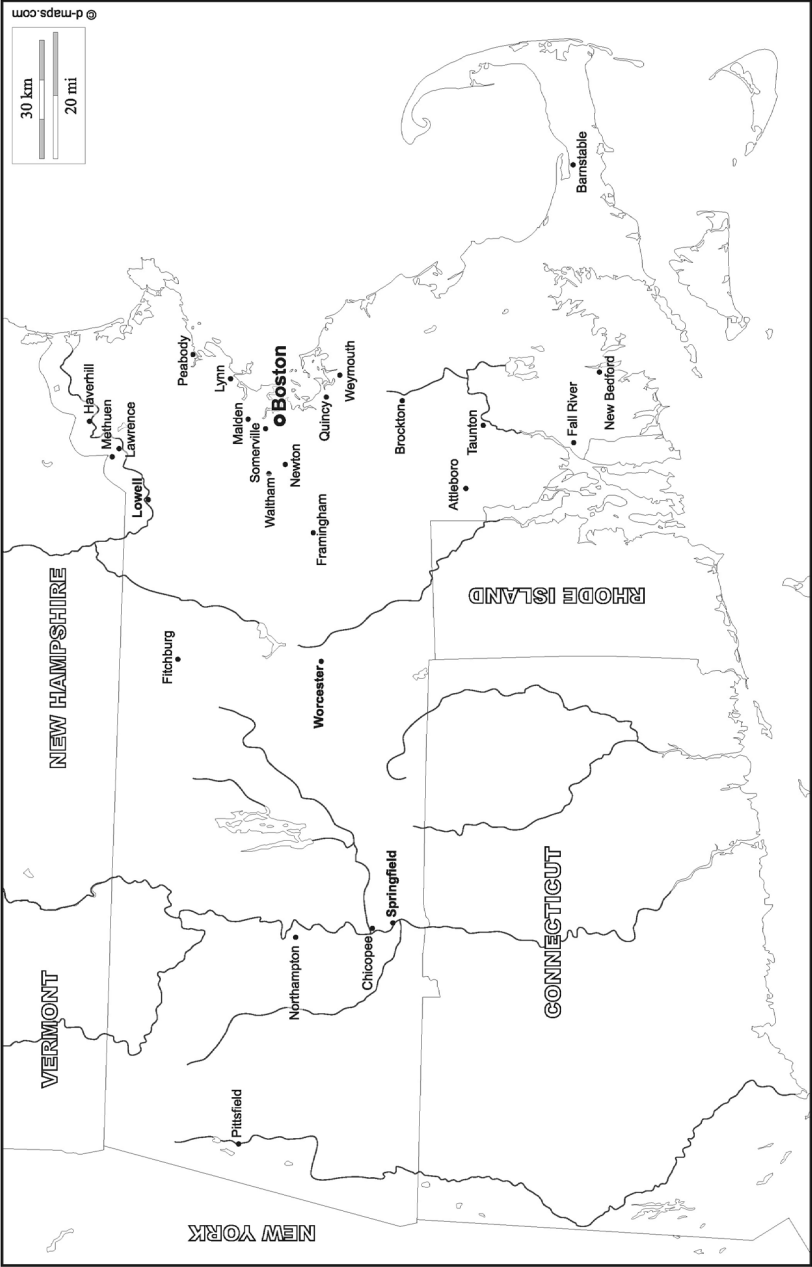 © d-maps.com
30 km
20 mi
NEW HAMPSHIRE
VERMONT
NEW YORK
Haverhill
Methuen
Lawrence
Lowell
Peabody
Lynn
Malden
Somerville
Boston
Waltham
Newton
Quincy
Weymouth
Framingham
Fitchburg
Worcester
Brockton
Taunton
Attleboro
Fall River
New Bedford
Barnstable
Northampton
Chicopee
Springfield
Pittsfield
RHODE ISLAND
CONNECTICUT